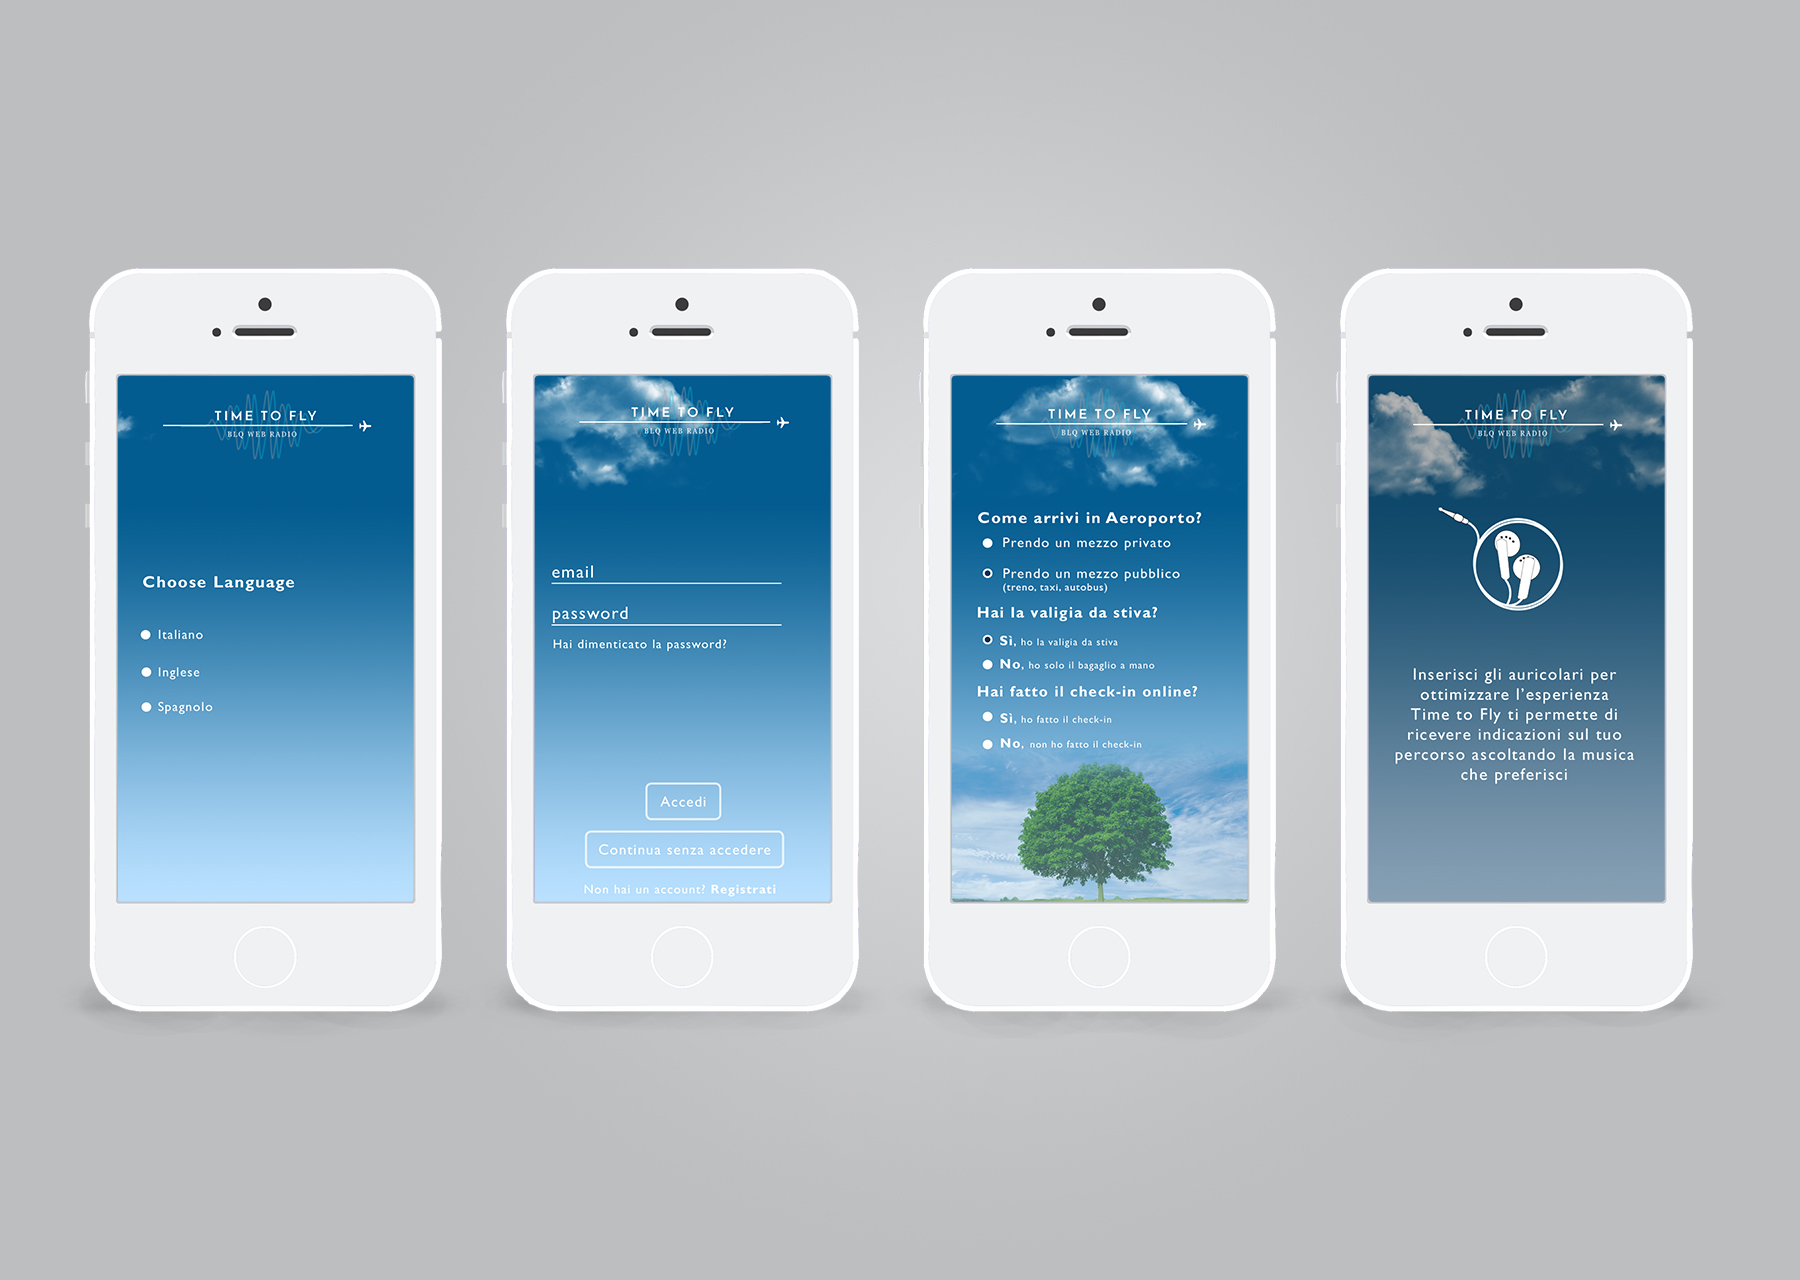 TIME TO FLY
BLQ WEB RADIO
Choose Language
Italiano
Inglese
Spagnolo
TIME TO FLY
BLQ WEB RADIO
email
password
Hai dimenticato la password?
Accedi
Continua senza accedere
Non hai un account? Registrati
TIME TO FLY
BLQ WEB RADIO
Come arrivi in Aeroporto?
Prendo un mezzo privato
Prendo un mezzo pubblico
(treno, taxi, autobus)
Hai la valigia da stiva?
Sì, ho la valigia da stiva
No, ho solo il bagaglio a mano
Hai fatto il check-in online?
Sì, ho fatto il check-in
No, non ho fatto il check-in
TIME TO FLY
BLQ WEB RADIO
Inserisci gli auricolari per
ottimizzare l'esperienza
Time to Fly ti permette di
ricevere indicazioni sul tuo
percorso ascoltando la musica
che preferisci